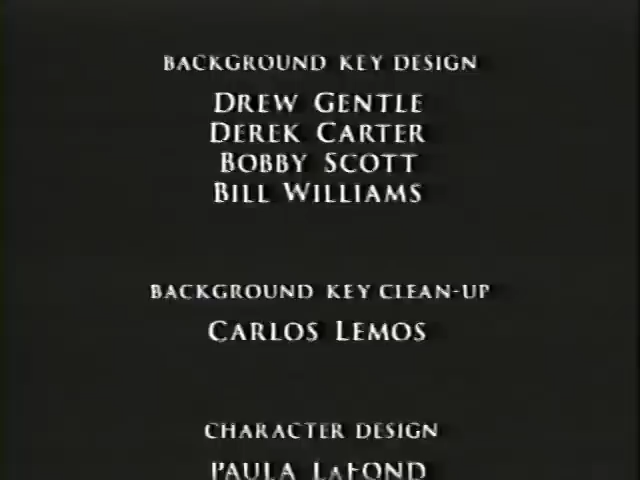 BACKGROUND KEY DESIGN
DREW GENTLE
DEREK CARTER
BOBBY SCOTT
BILL WILLIAMS
BACKGROUND KEY CLEAN-UP
CARLOS LEMOS
CHARACTER DESIGN
PAULA LAFOND